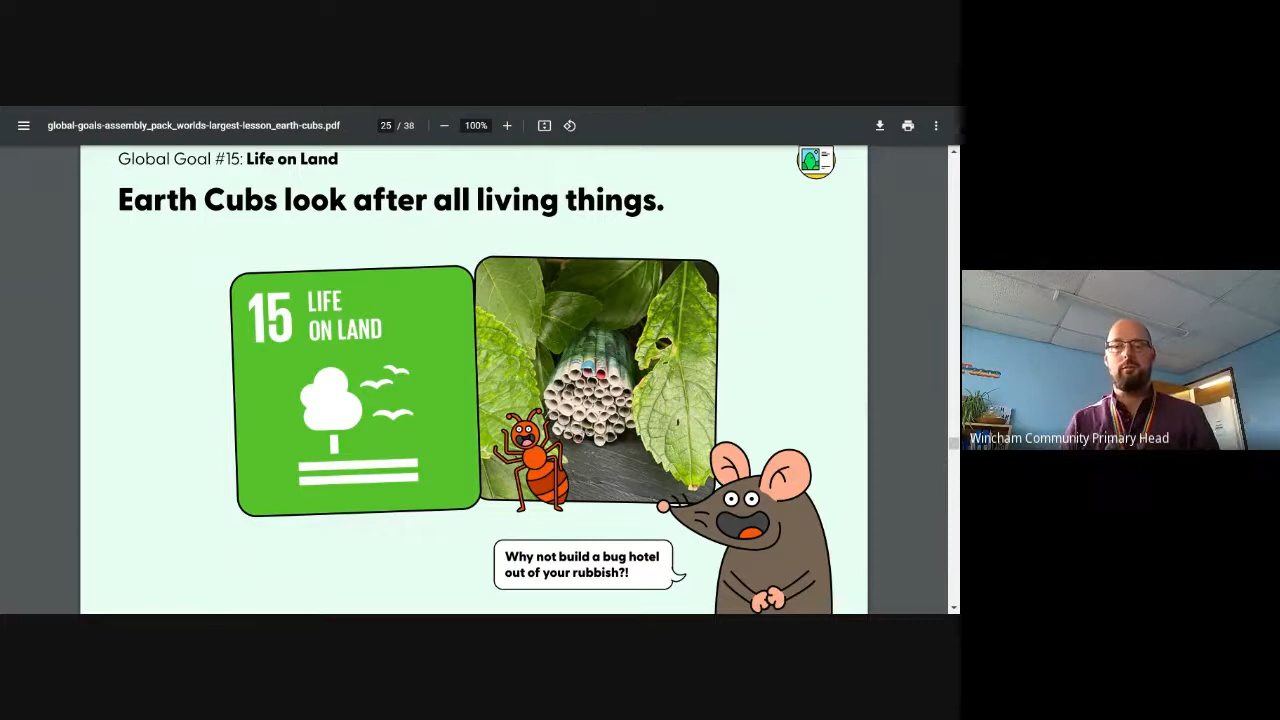 global-goals-assembly_pack_worlds-largest-lesson_earth-cubs.pdf
25 / 38
100%
Global Goal #15: Life on Land
Earth Cubs look after all living things.
15 LIFE
ON LAND
Why not build a bug hotel
out of your rubbish?!
Wincham Community Primary Head